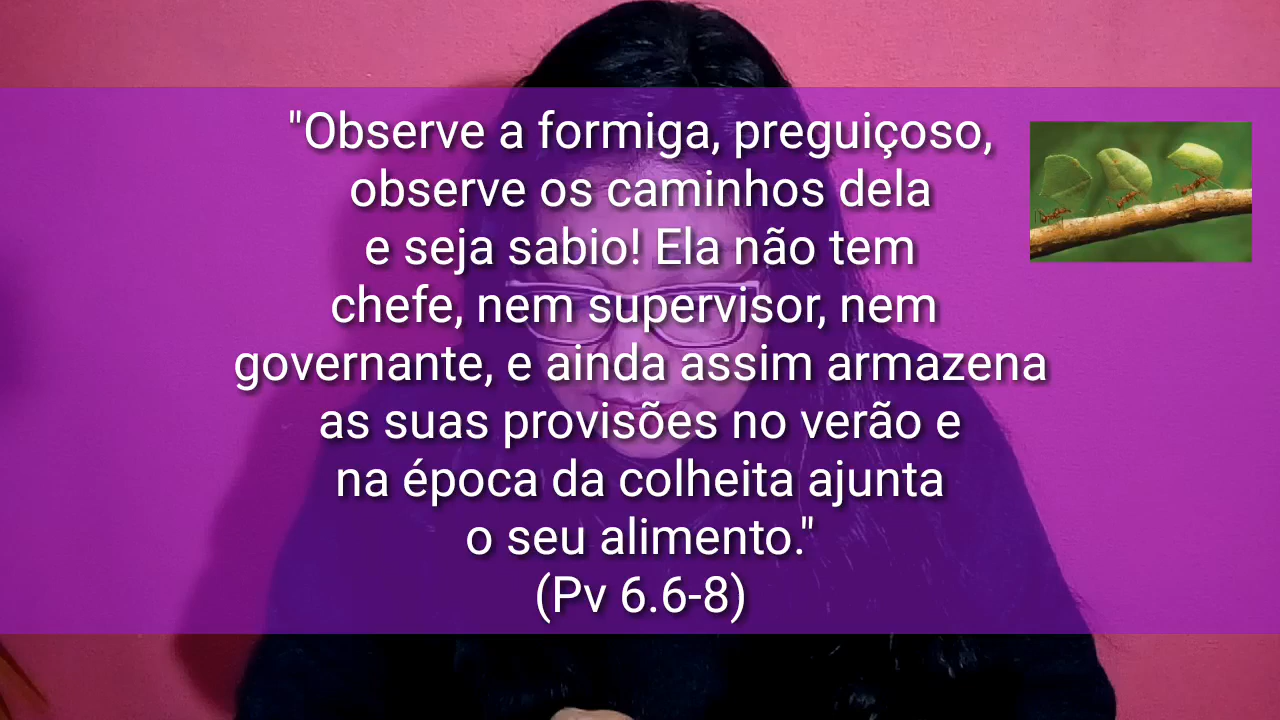 "Observe a formiga, preguiçoso,
observe os caminhos dela
e seja sabio! Ela não tem
chefe, nem supervisor, nem
governante, e ainda assim armazena
as suas provisões no verão e
na época da colheita ajunta
o seu alimento."
(Pv 6.6-8)